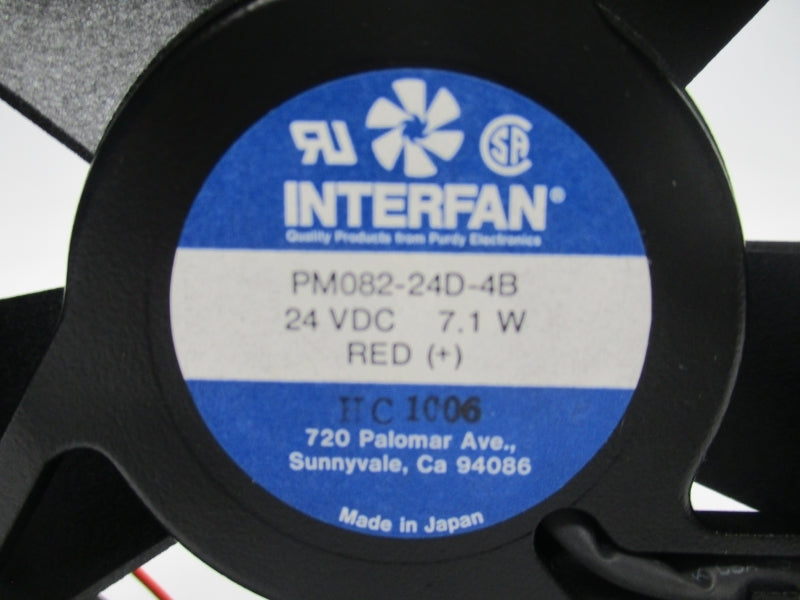 INTERFAN®
Quality Products from Purdy Electronics
PM082-24D-4B
24 VDC 7.1 W
RED (+)
HC 1006
720 Palomar Ave.,
Sunnyvale, Ca 94086
Made in Japan